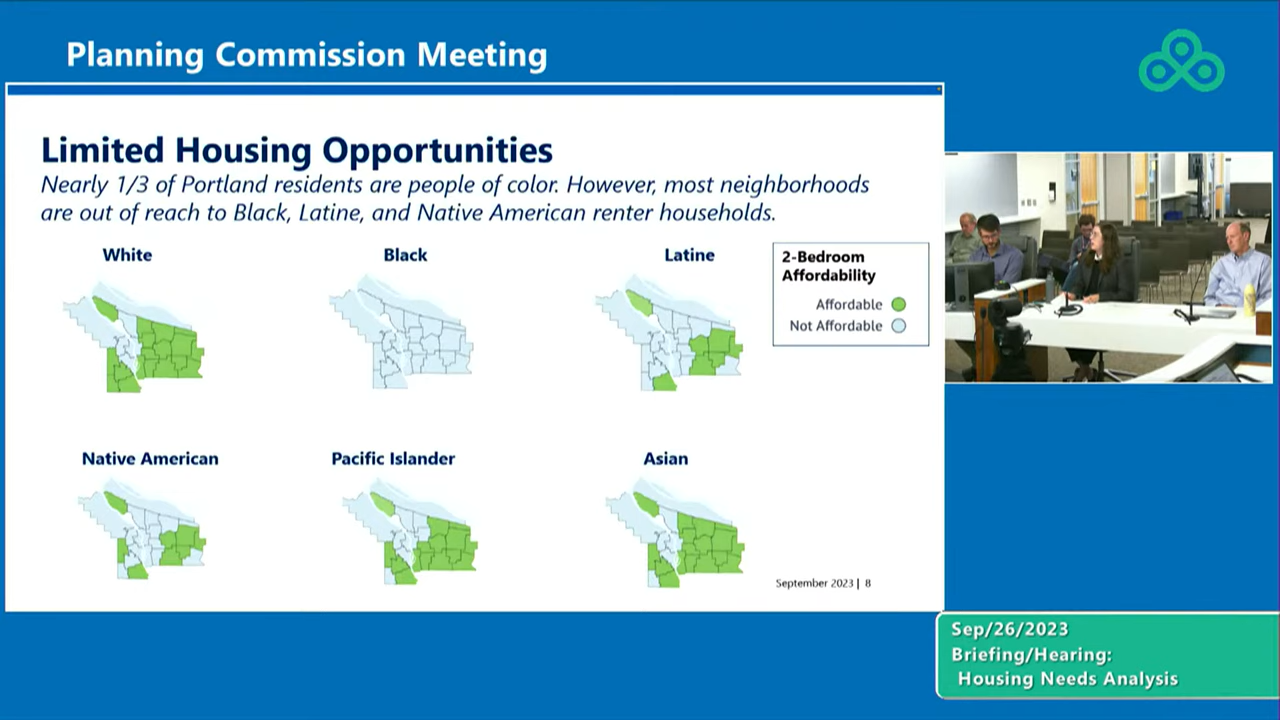 Planning Commission Meeting
Limited Housing Opportunities
Nearly 1/3 of Portland residents are people of color. However, most neighborhoods
are out of reach to Black, Latine, and Native American renter households.
White
Black
Latine
2-Bedroom
Affordability
Affordable
Not Affordable
Native American
Pacific Islander
Asian
September 2023 | 8
Sep/26/2023
Briefing/Hearing:
Housing Needs Analysis